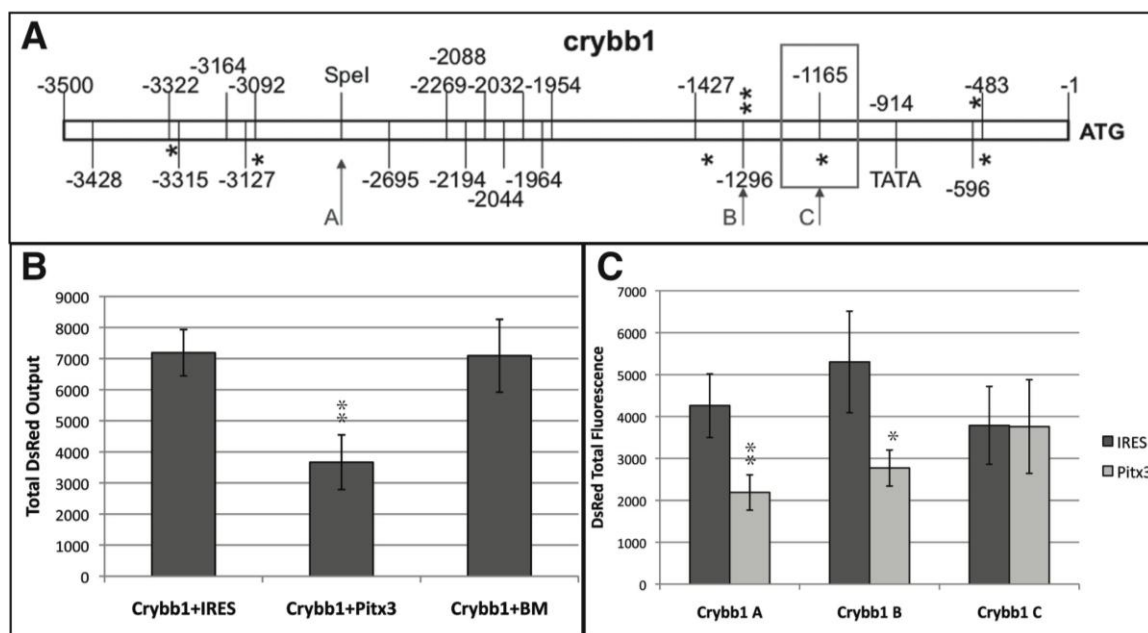 A
crybb1
-3500
-3322
-3164
-3092
SpeI
-2269
-2088
-2032
-1954
-1427
**
-1165
-914
*
-483
-1
ATG
*
*
*
*
*
-3428
-3315
-3127
-2695
-2194
-2044
-1964
-1296
TATA
-596
A
B
C
B
Total DsRed Output
9000
8000
7000
6000
5000
4000
3000
2000
1000
0
**
Crybb1+IRES
Crybb1+Pitx3
Crybb1+BM
C
DsRed Total Fluorescence
7000
6000
5000
4000
3000
2000
1000
0
**
*
Crybb1 A
Crybb1 B
Crybb1 C
IRES
Pitx3